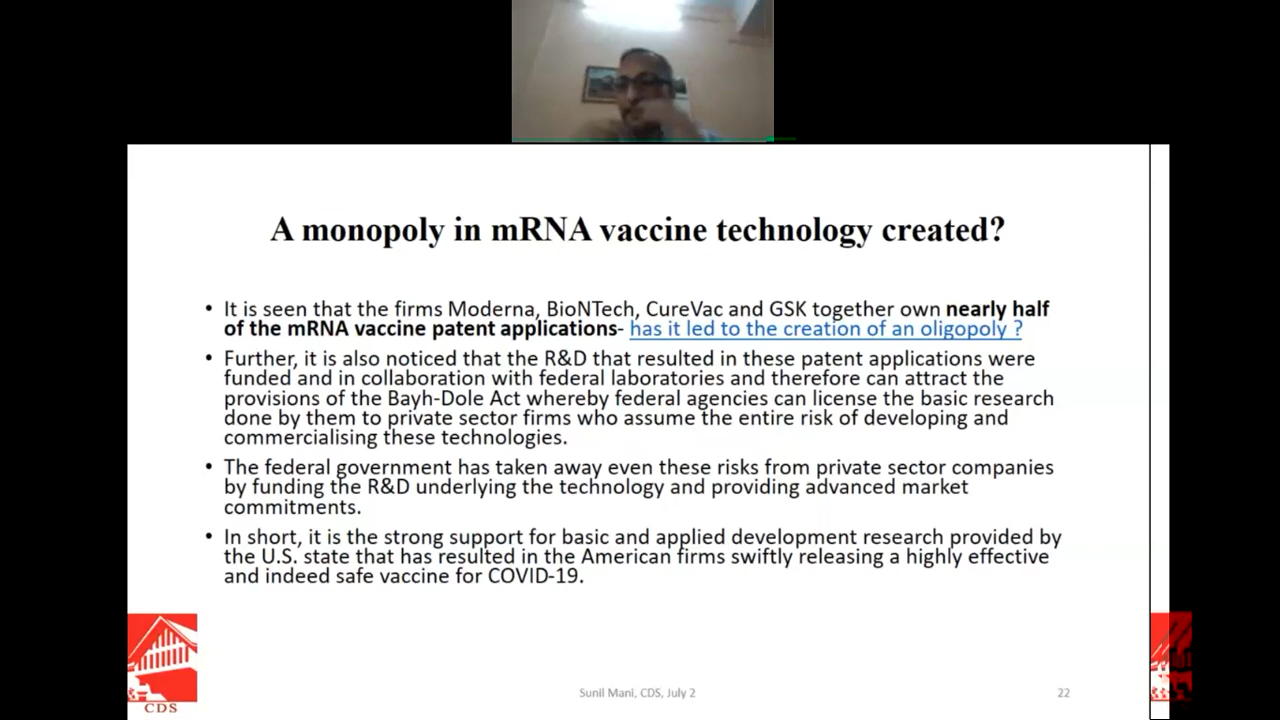 A monopoly in mRNA vaccine technology created?
• It is seen that the firms Moderna, BioNTech, CureVac and GSK together own nearly half
of the mRNA vaccine patent applications- has it led to the creation of an oligopoly ?
• Further, it is also noticed that the R&D that resulted in these patent applications were
funded and in collaboration with federal laboratories and therefore can attract the
provisions of the Bayh-Dole Act whereby federal agencies can license the basic research
done by them to private sector firms who assume the entire risk of developing and
commercialising these technologies.
• The federal government has taken away even these risks from private sector companies
by funding the R&D underlying the technology and providing advanced market
commitments.
• In short, it is the strong support for basic and applied development research provided by
the U.S. state that has resulted in the American firms swiftly releasing a highly effective
and indeed safe vaccine for COVID-19.
CDS
Sunil Mani, CDS, July 2
22